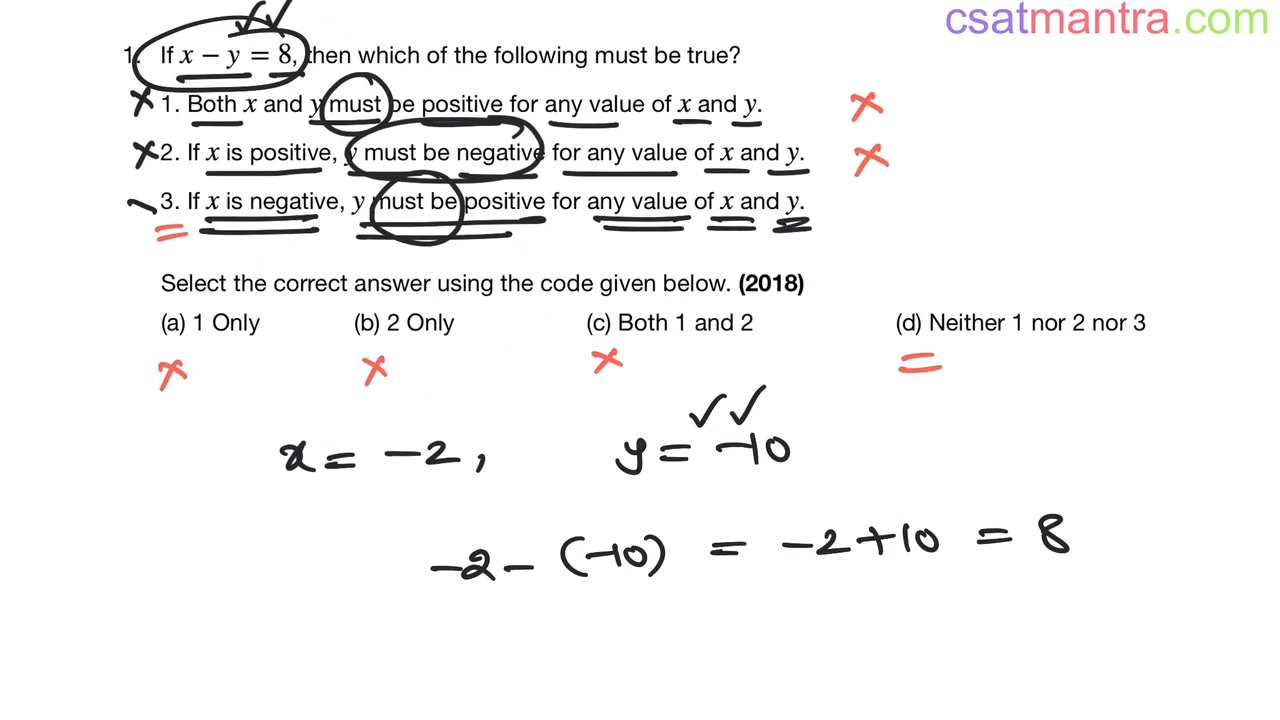 csatmantra.com
1. If x − y = 8, then which of the following must be true?
1. Both x and y must be positive for any value of x and y.
2. If x is positive, y must be negative for any value of x and y.
3. If x is negative, y must be positive for any value of x and y.
Select the correct answer using the code given below. (2018)
(a) 1 Only (b) 2 Only (c) Both 1 and 2 (d) Neither 1 nor 2 nor 3
x = −2, y = −10
−2 − (−10) = −2 + 10 = 8